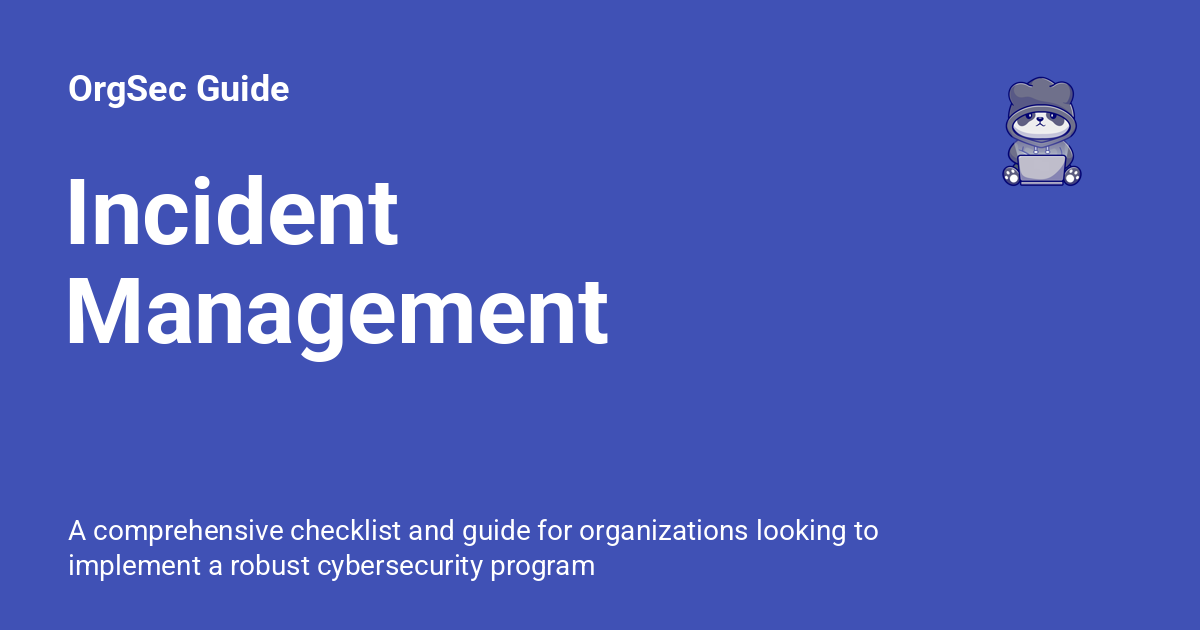 OrgSec Guide
Incident
Management
A comprehensive checklist and guide for organizations looking to
implement a robust cybersecurity program